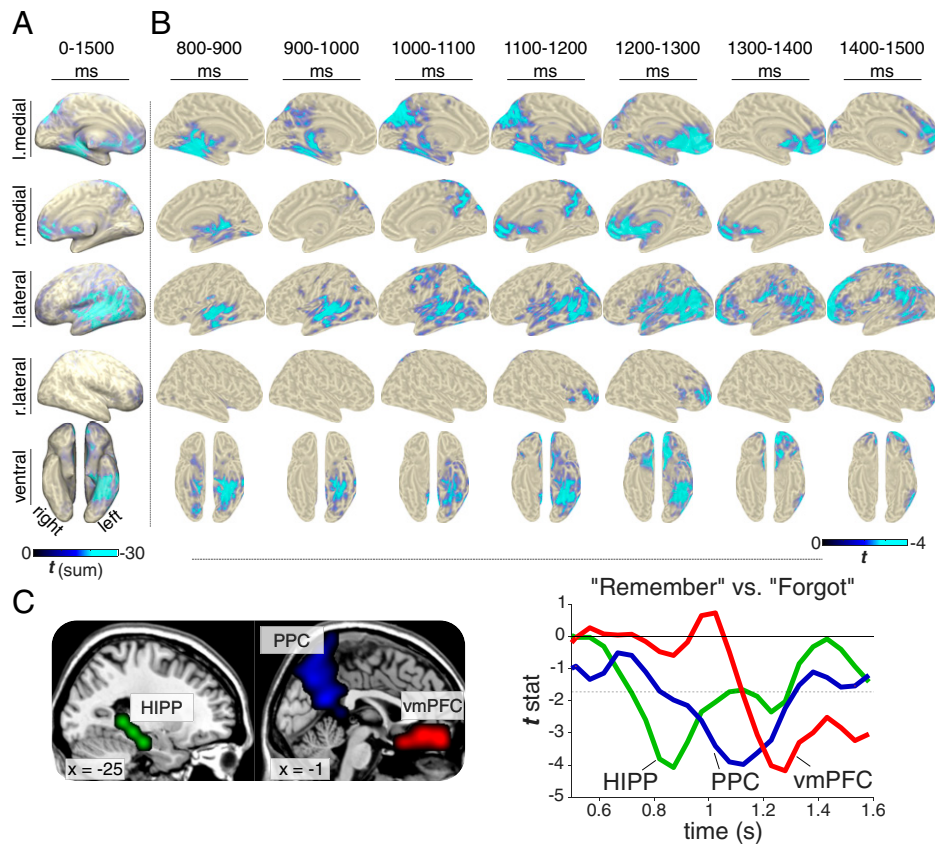 A B
0-1500 800-900 900-1000 1000-1100 1100-1200 1200-1300 1300-1400 1400-1500
ms ms ms ms ms ms ms ms
l.medial
r.medial
l.lateral
r.lateral
ventral
right left
0 -30
t (sum)
0 -4
t
C
HIPP
x = -25
PPC
vmPFC
x = -1
"Remember" vs. "Forgot"
1
0
-1
-2
-3
-4
-5
t stat
HIPP PPC vmPFC
0.6 0.8 1 1.2 1.4 1.6
time (s)